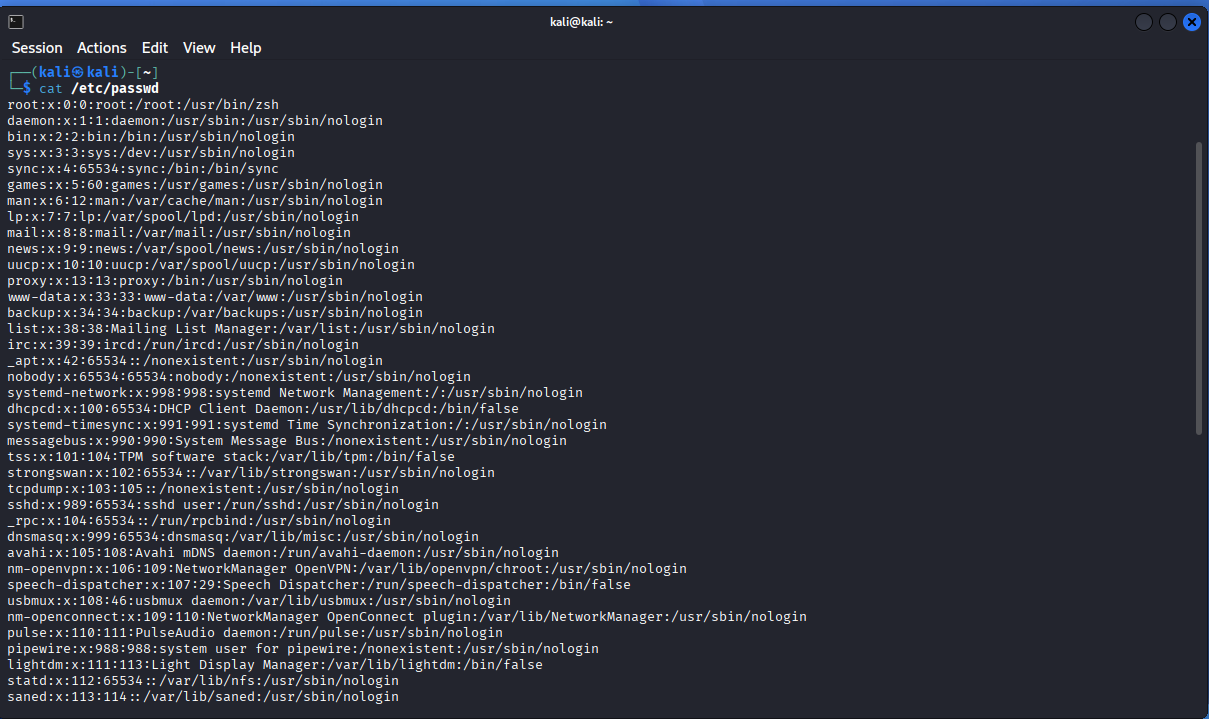 kali@kali: ~
Session Actions Edit View Help
┌──(kali㉿kali)-[~]
└─$ cat /etc/passwd
root:x:0:0:root:/root:/usr/bin/zsh
daemon:x:1:1:daemon:/usr/sbin:/usr/sbin/nologin
bin:x:2:2:bin:/bin:/usr/sbin/nologin
sys:x:3:3:sys:/dev:/usr/sbin/nologin
sync:x:4:65534:sync:/bin:/bin/sync
games:x:5:60:games:/usr/games:/usr/sbin/nologin
man:x:6:12:man:/var/cache/man:/usr/sbin/nologin
lp:x:7:7:lp:/var/spool/lpd:/usr/sbin/nologin
mail:x:8:8:mail:/var/mail:/usr/sbin/nologin
news:x:9:9:news:/var/spool/news:/usr/sbin/nologin
uucp:x:10:10:uucp:/var/spool/uucp:/usr/sbin/nologin
proxy:x:13:13:proxy:/bin:/usr/sbin/nologin
www-data:x:33:33:www-data:/var/www:/usr/sbin/nologin
backup:x:34:34:backup:/var/backups:/usr/sbin/nologin
list:x:38:38:Mailing List Manager:/var/list:/usr/sbin/nologin
irc:x:39:39:ircd:/run/ircd:/usr/sbin/nologin
_apt:x:42:65534::/nonexistent:/usr/sbin/nologin
nobody:x:65534:65534:nobody:/nonexistent:/usr/sbin/nologin
systemd-network:x:998:998:systemd Network Management:/:/usr/sbin/nologin
dhcpcd:x:100:65534:DHCP Client Daemon:/usr/lib/dhcpcd:/bin/false
systemd-timesync:x:991:991:systemd Time Synchronization:/:/usr/sbin/nologin
messagebus:x:990:990:System Message Bus:/nonexistent:/usr/sbin/nologin
tss:x:101:104:TPM software stack:/var/lib/tpm:/bin/false
strongswan:x:102:65534::/var/lib/strongswan:/usr/sbin/nologin
tcpdump:x:103:105::/nonexistent:/usr/sbin/nologin
sshd:x:989:65534:sshd user:/run/sshd:/usr/sbin/nologin
_rpc:x:104:65534::/run/rpcbind:/usr/sbin/nologin
dnsmasq:x:999:65534:dnsmasq:/var/lib/misc:/usr/sbin/nologin
avahi:x:105:108:Avahi mDNS daemon:/run/avahi-daemon:/usr/sbin/nologin
nm-openvpn:x:106:109:NetworkManager OpenVPN:/var/lib/openvpn/chroot:/usr/sbin/nologin
speech-dispatcher:x:107:29:Speech Dispatcher:/run/speech-dispatcher:/bin/false
usbmux:x:108:46:usbmux daemon:/var/lib/usbmux:/usr/sbin/nologin
nm-openconnect:x:109:110:NetworkManager OpenConnect plugin:/var/lib/NetworkManager:/usr/sbin/nologin
pulse:x:110:111:PulseAudio daemon:/run/pulse:/usr/sbin/nologin
pipewire:x:988:988:system user for pipewire:/nonexistent:/usr/sbin/nologin
lightdm:x:111:113:Light Display Manager:/var/lib/lightdm:/bin/false
statd:x:112:65534::/var/lib/nfs:/usr/sbin/nologin
saned:x:113:114::/var/lib/saned:/usr/sbin/nologin